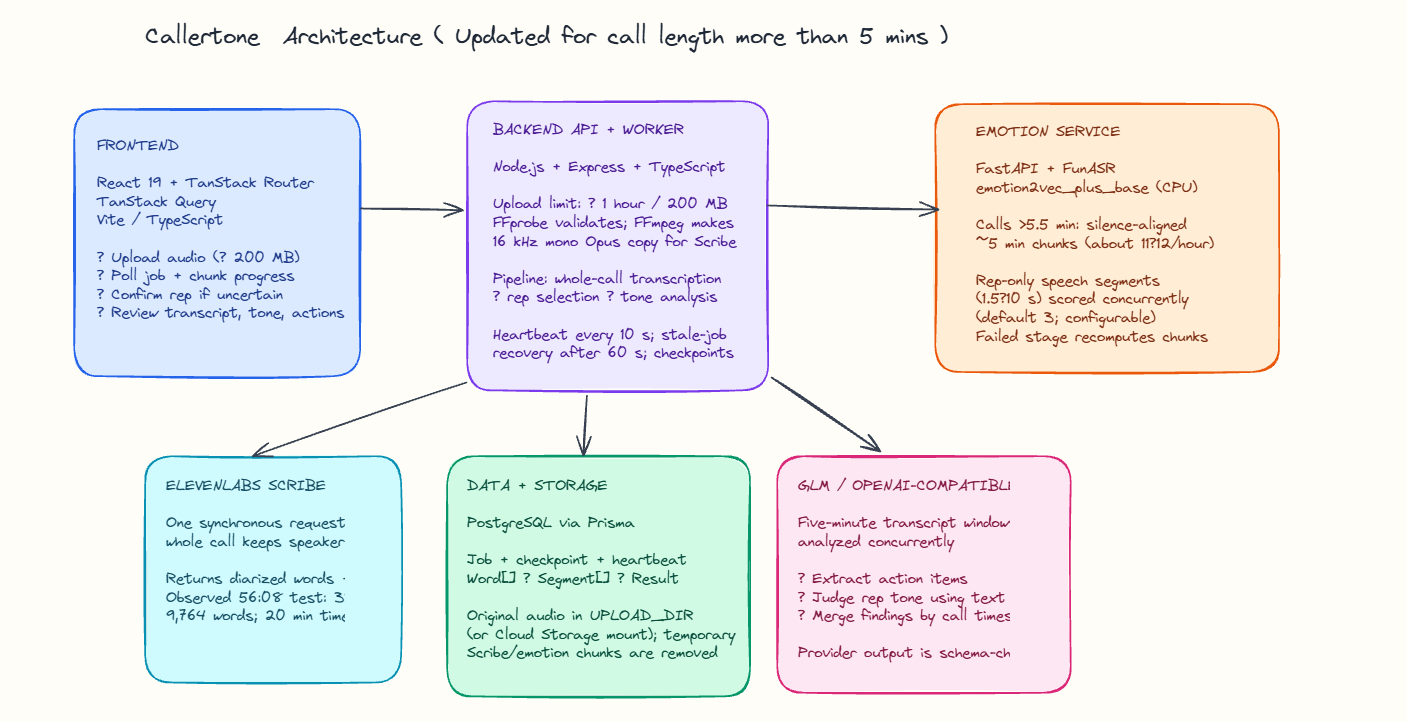 Callertone Architecture ( Updated for call length more than 5 mins )
FRONTEND
React 19 + TanStack Router
TanStack Query
Vite / TypeScript
? Upload audio (? 200 MB)
? Poll job + chunk progress
? Confirm rep if uncertain
? Review transcript, tone, actions
BACKEND API + WORKER
Node.js + Express + TypeScript
Upload limit: ? 1 hour / 200 MB
FFprobe validates; FFmpeg makes
16 kHz mono Opus copy for Scribe
Pipeline: whole-call transcription
? rep selection ? tone analysis
Heartbeat every 10 s; stale-job
recovery after 60 s; checkpoints
EMOTION SERVICE
FastAPI + FunASR
emotion2vec_plus_base (CPU)
Calls >5.5 min: silence-aligned
~5 min chunks (about 11?12/hour)
Rep-only speech segments
(1.5?10 s) scored concurrently
(default 3; configurable)
Failed stage recomputes chunks
ELEVENLABS SCRIBE
One synchronous request
whole call keeps speaker
Returns diarized words
Observed 56:08 test: 3
9,764 words; 20 min time
DATA + STORAGE
PostgreSQL via Prisma
Job + checkpoint + heartbeat
Word[] ? Segment[] ? Result
Original audio in UPLOAD_DIR
(or Cloud Storage mount); temporary
Scribe/emotion chunks are removed
GLM / OPENAI-COMPATIBL
Five-minute transcript window
analyzed concurrently
? Extract action items
? Judge rep tone using text
? Merge findings by call times
Provider output is schema-ch